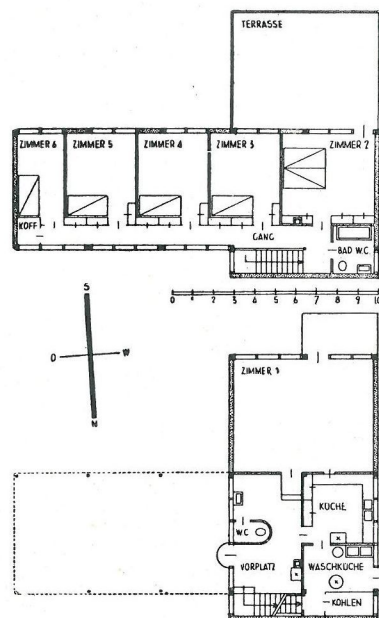 TERRASSE
ZIMMER 6 ZIMMER 5 ZIMMER 4 ZIMMER 3 ZIMMER 2
KOFF
GANG
BAD W.C.
S
O W
N
0 1 2 3 4 5 6 7 8 9 10
ZIMMER 1
KÜCHE
WC
VORPLATZ WASCHKÜCHE
KOHLEN